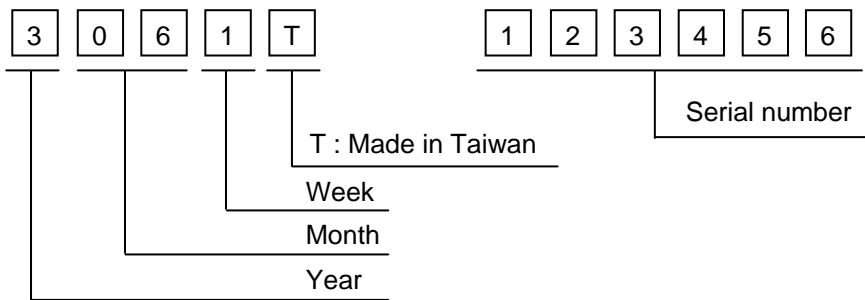 3 0 6 1 T 1 2 3 4 5 6
Serial number
T : Made in Taiwan
Week
Month
Year